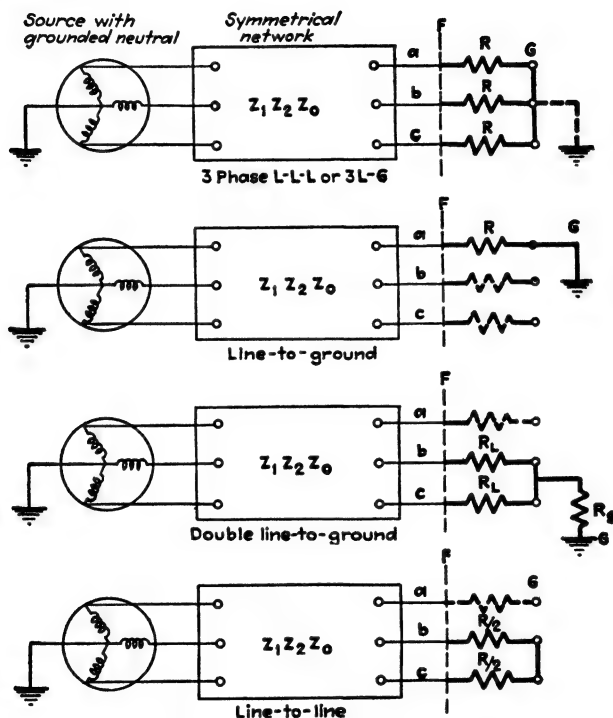 Source with grounded neutral
Symmetrical network
F
a R G
Z1 Z2 Z0
b R
c R
3 Phase L-L-L or 3L-G
F
a R G
Z1 Z2 Z0
b
c
Line-to-ground
F
a
Z1 Z2 Z0
b RL
c RL
Rg
G
Double line-to-ground
F
a G
Z1 Z2 Z0
b R/2
c R/2
Line-to-line